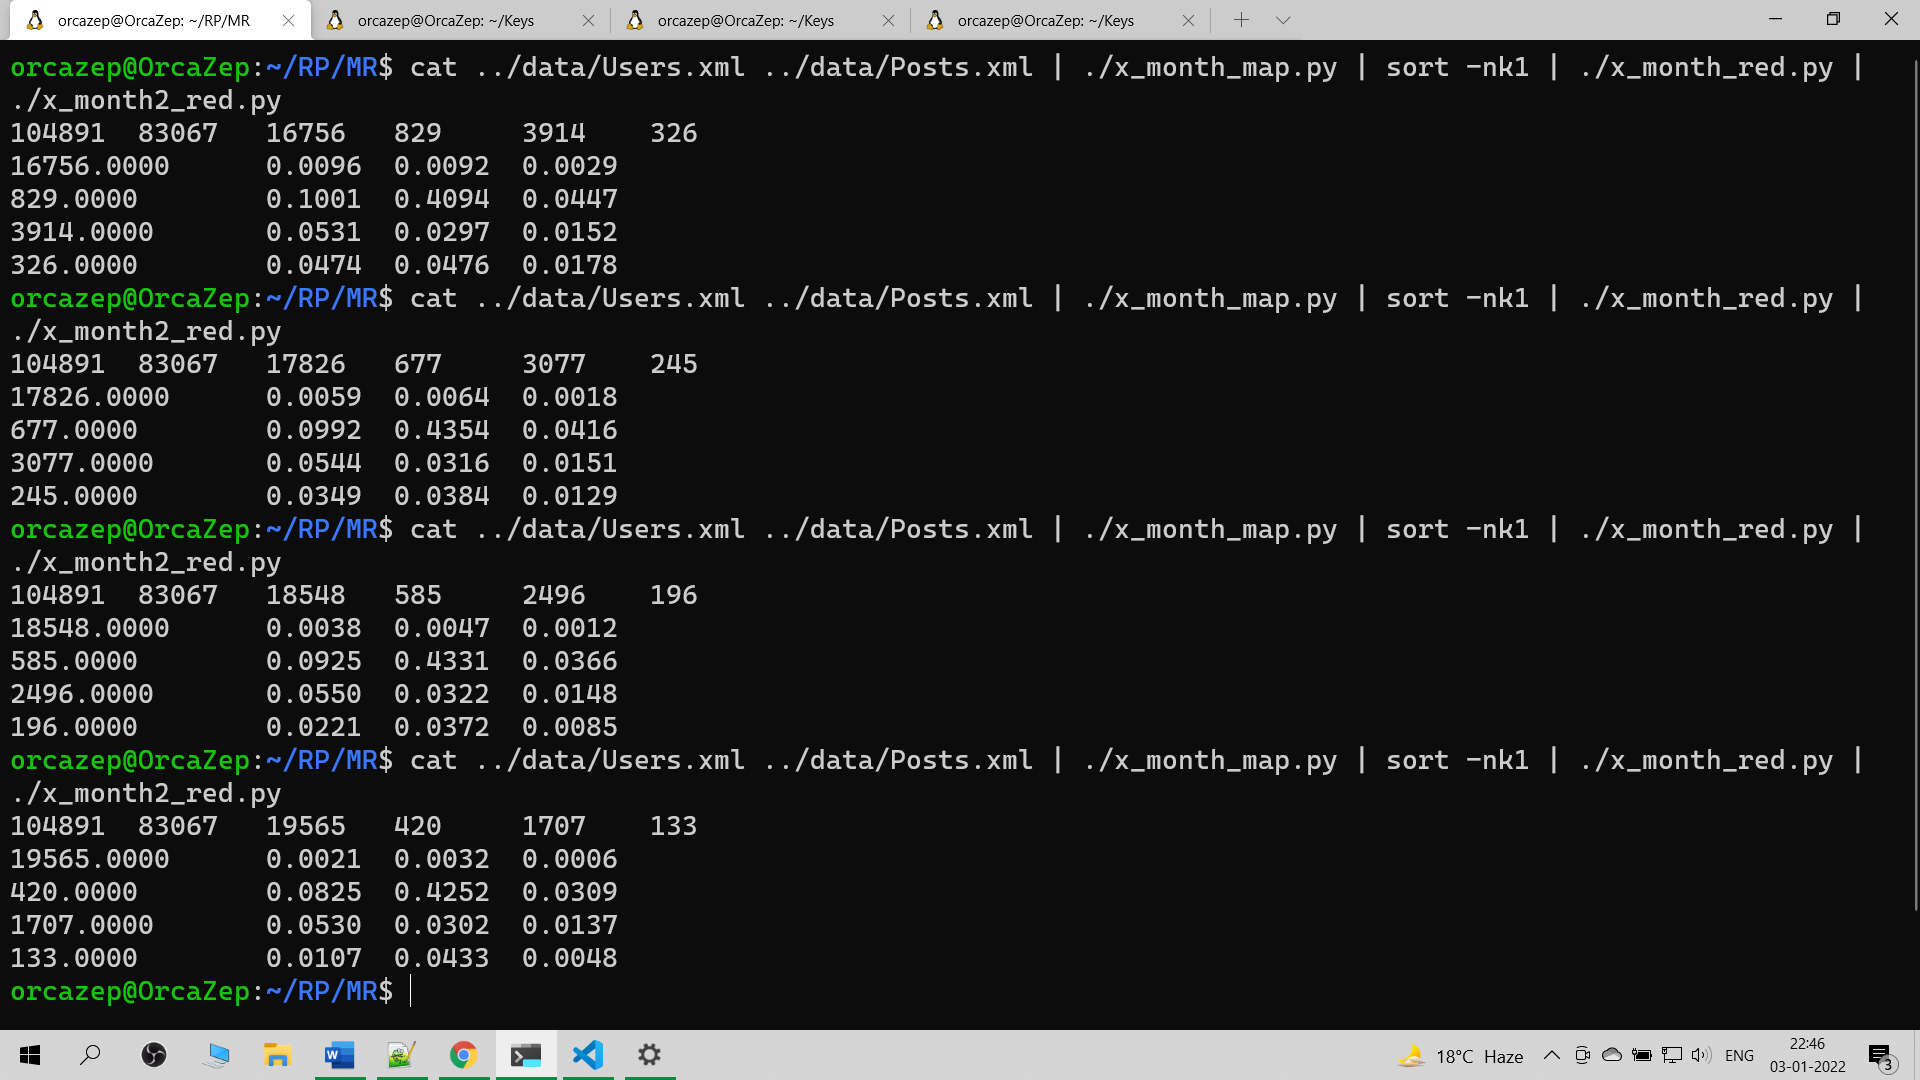 orcazep@OrcaZep: ~/RP/MR orcazep@OrcaZep: ~/Keys orcazep@OrcaZep: ~/Keys orcazep@OrcaZep: ~/Keys
orcazep@OrcaZep:~/RP/MR$ cat ../data/Users.xml ../data/Posts.xml | ./x_month_map.py | sort -nk1 | ./x_month_red.py |
./x_month2_red.py
104891 83067 16756 829 3914 326
16756.0000 0.0096 0.0092 0.0029
829.0000 0.1001 0.4094 0.0447
3914.0000 0.0531 0.0297 0.0152
326.0000 0.0474 0.0476 0.0178
orcazep@OrcaZep:~/RP/MR$ cat ../data/Users.xml ../data/Posts.xml | ./x_month_map.py | sort -nk1 | ./x_month_red.py |
./x_month2_red.py
104891 83067 17826 677 3077 245
17826.0000 0.0059 0.0064 0.0018
677.0000 0.0992 0.4354 0.0416
3077.0000 0.0544 0.0316 0.0151
245.0000 0.0349 0.0384 0.0129
orcazep@OrcaZep:~/RP/MR$ cat ../data/Users.xml ../data/Posts.xml | ./x_month_map.py | sort -nk1 | ./x_month_red.py |
./x_month2_red.py
104891 83067 18548 585 2496 196
18548.0000 0.0038 0.0047 0.0012
585.0000 0.0925 0.4331 0.0366
2496.0000 0.0550 0.0322 0.0148
196.0000 0.0221 0.0372 0.0085
orcazep@OrcaZep:~/RP/MR$ cat ../data/Users.xml ../data/Posts.xml | ./x_month_map.py | sort -nk1 | ./x_month_red.py |
./x_month2_red.py
104891 83067 19565 420 1707 133
19565.0000 0.0021 0.0032 0.0006
420.0000 0.0825 0.4252 0.0309
1707.0000 0.0530 0.0302 0.0137
133.0000 0.0107 0.0433 0.0048
orcazep@OrcaZep:~/RP/MR$
18°C Haze ENG 22:46
03-01-2022 3